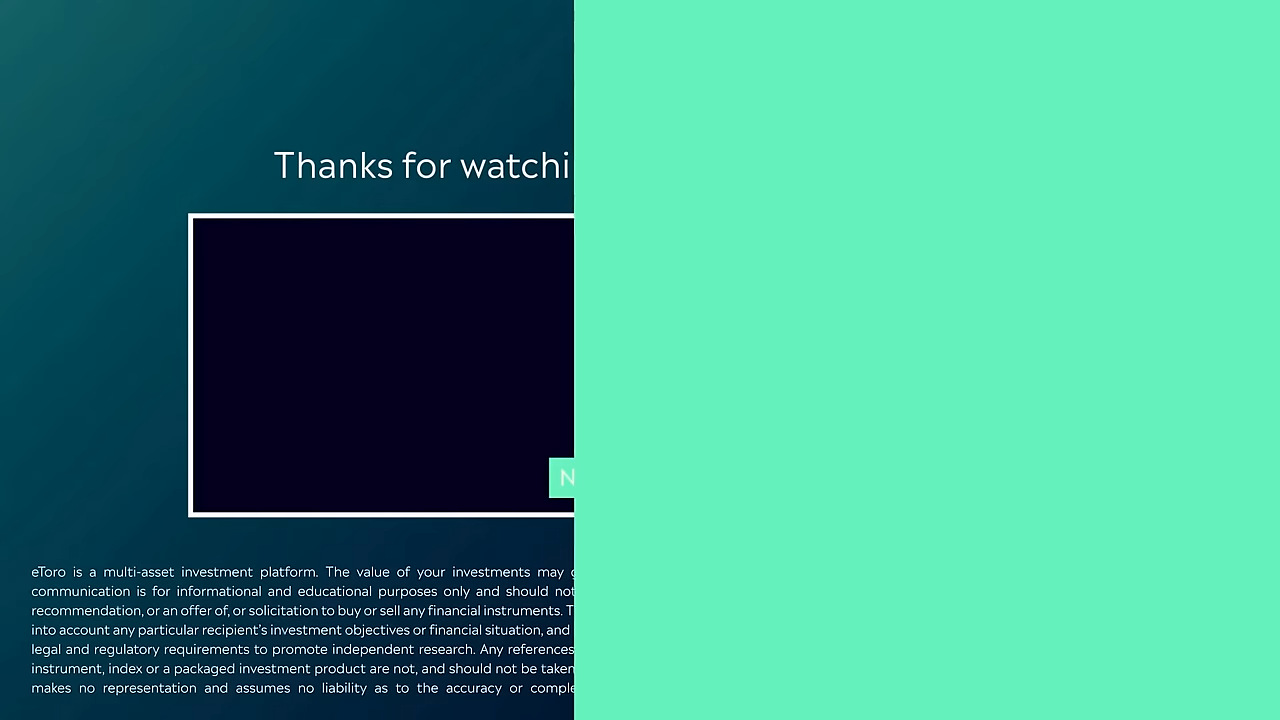 Thanks for watchi
N
eToro is a multi-asset investment platform. The value of your investments may
communication is for informational and educational purposes only and should not
recommendation, or an offer of, or solicitation to buy or sell any financial instruments. T
into account any particular recipient's investment objectives or financial situation, and
legal and regulatory requirements to promote independent research. Any references
instrument, index or a packaged investment product are not, and should not be taken
makes no representation and assumes no liability as to the accuracy or comple